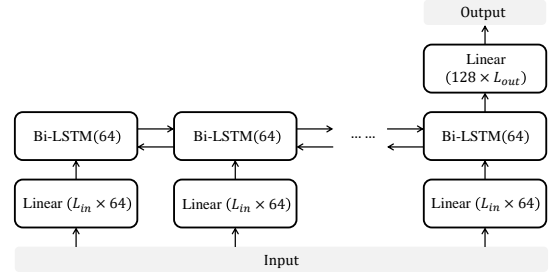 Output
Linear
(128 × L_out)
Bi-LSTM(64)
Bi-LSTM(64)
... ...
Bi-LSTM(64)
Linear (L_in × 64)
Linear (L_in × 64)
Linear (L_in × 64)
Input